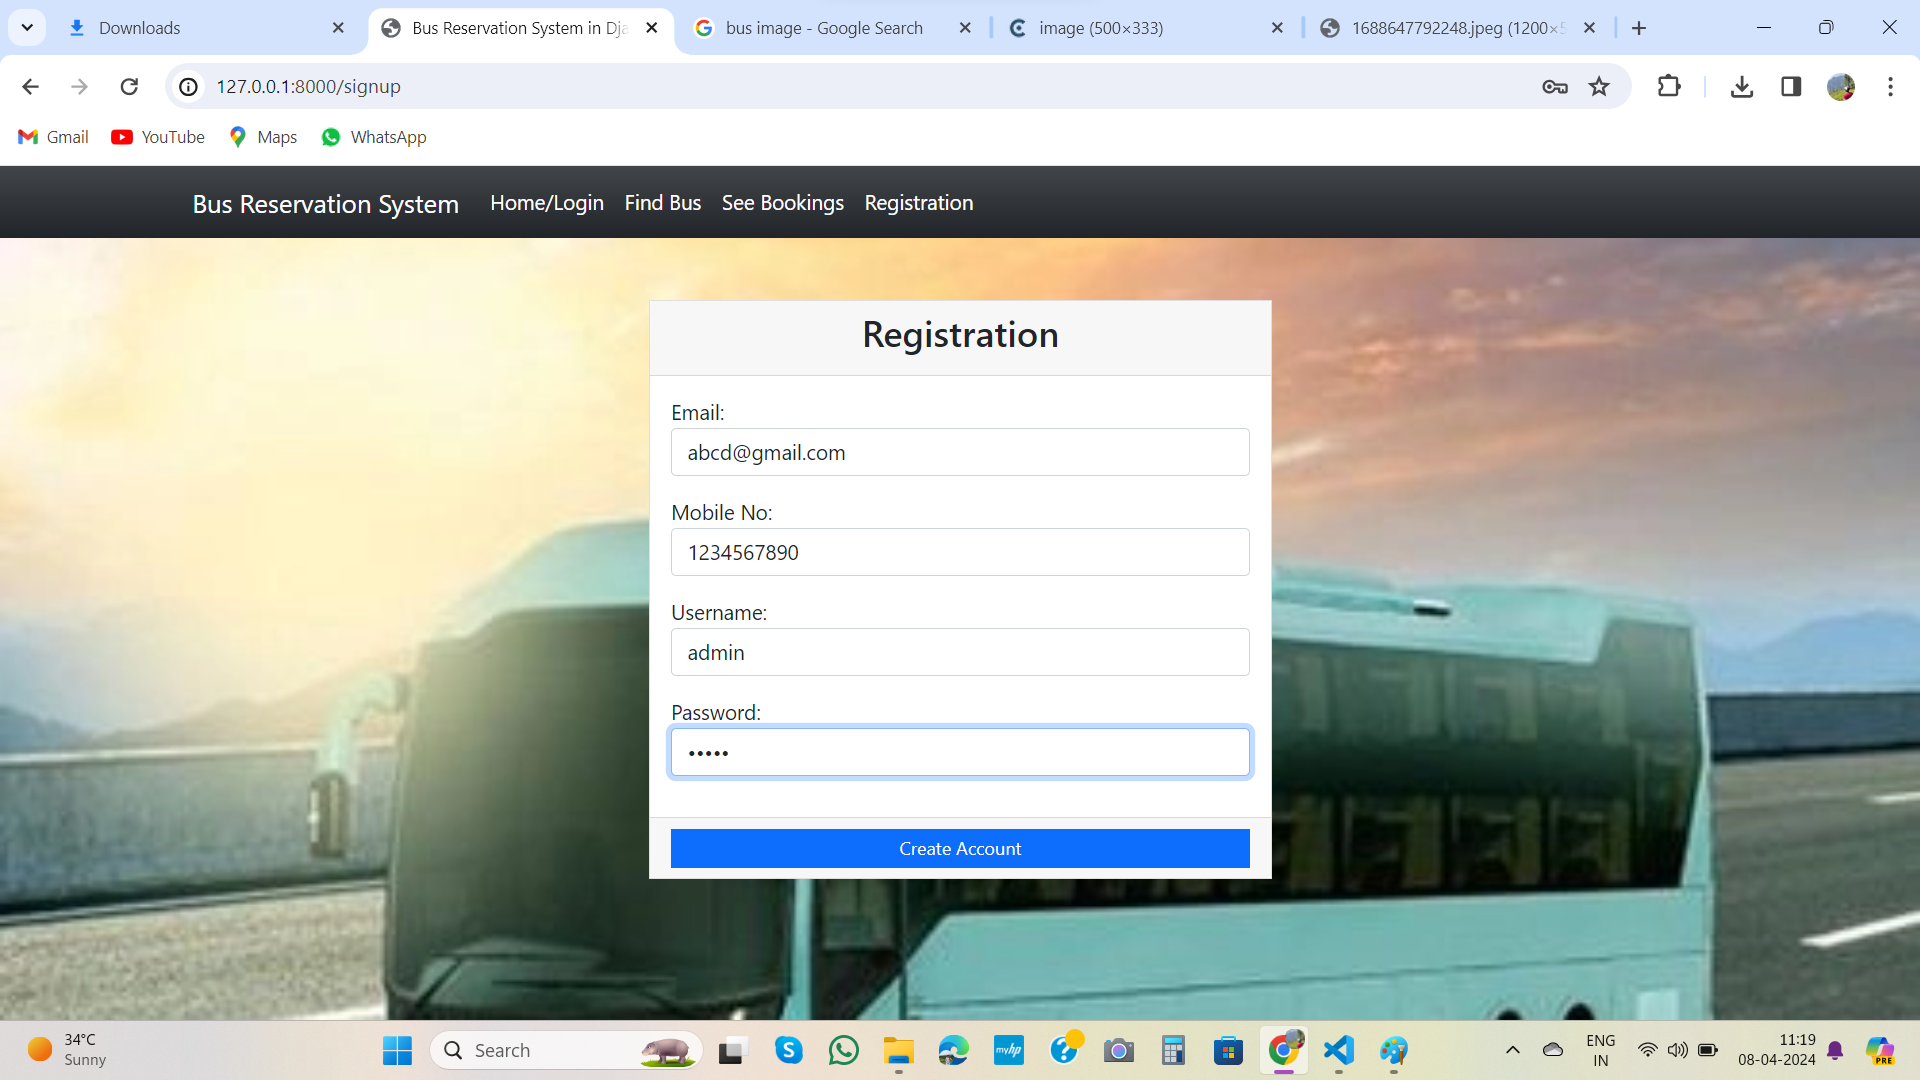 Downloads
Bus Reservation System in Dja
bus image - Google Search
image (500×333)
1688647792248.jpeg (1200×5
127.0.0.1:8000/signup
Gmail
YouTube
Maps
WhatsApp
Bus Reservation System
Home/Login
Find Bus
See Bookings
Registration
Registration
Email:
abcd@gmail.com
Mobile No:
1234567890
Username:
admin
Password:
•••••
Create Account
34°C
Sunny
Search
S
myhp
?
ENG
IN
11:19
08-04-2024
PRE